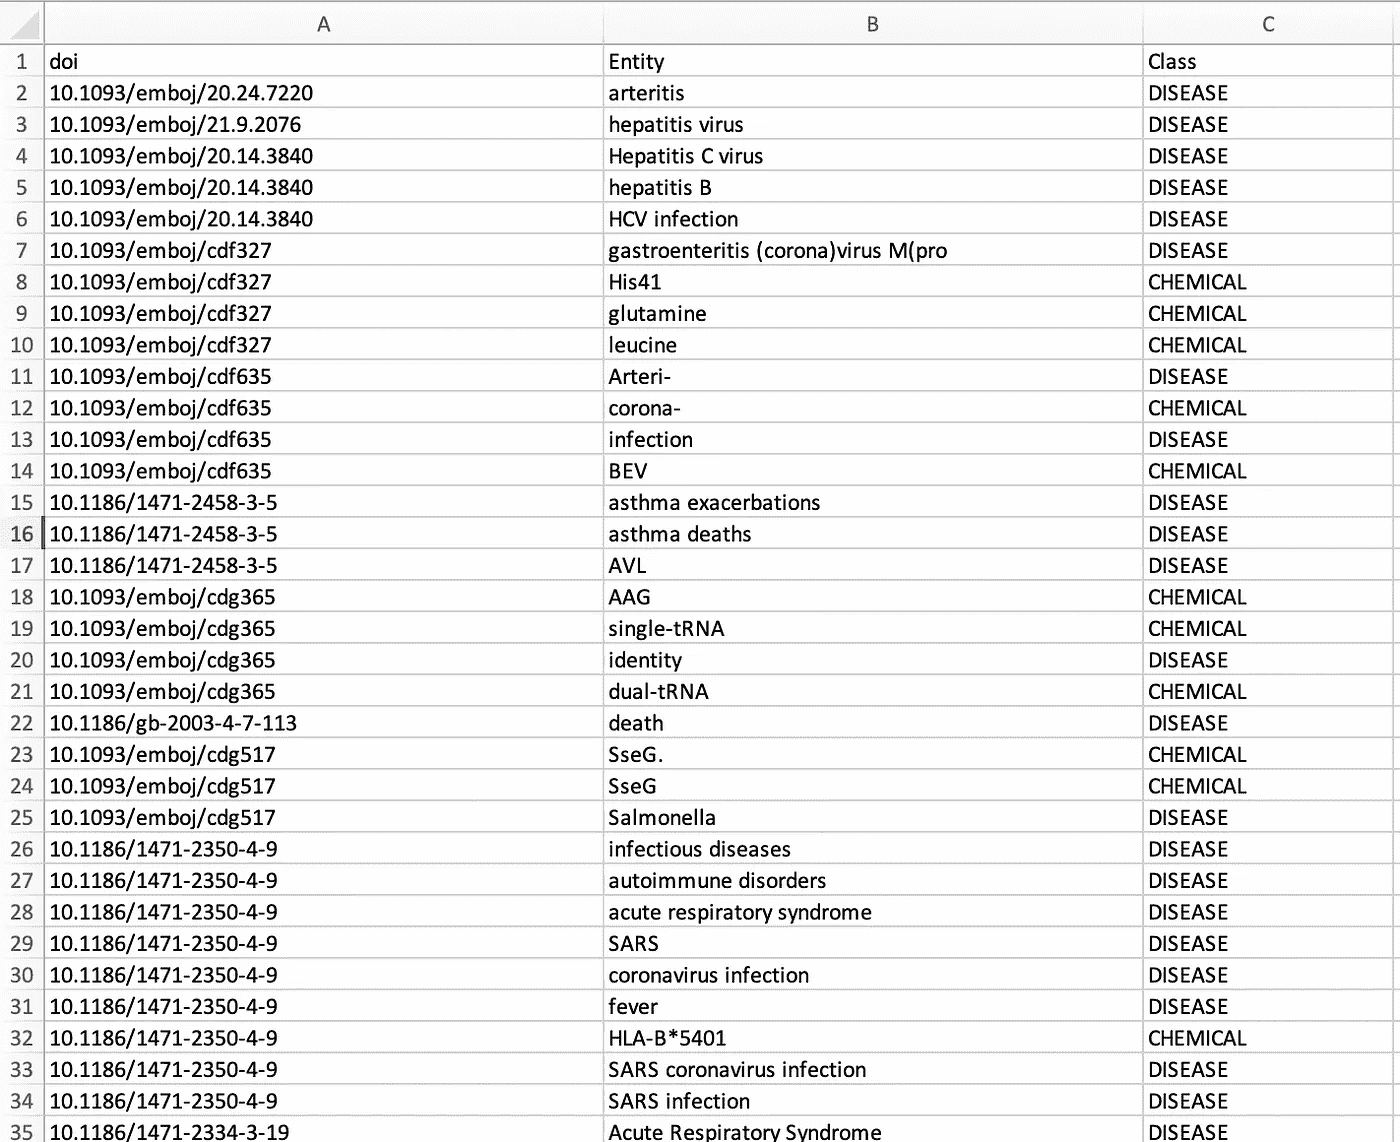 A B C
1 doi Entity Class
2 10.1093/emboj/20.24.7220 arteritis DISEASE
3 10.1093/emboj/21.9.2076 hepatitis virus DISEASE
4 10.1093/emboj/20.14.3840 Hepatitis C virus DISEASE
5 10.1093/emboj/20.14.3840 hepatitis B DISEASE
6 10.1093/emboj/20.14.3840 HCV infection DISEASE
7 10.1093/emboj/cdf327 gastroenteritis (corona)virus M(pro DISEASE
8 10.1093/emboj/cdf327 His41 CHEMICAL
9 10.1093/emboj/cdf327 glutamine CHEMICAL
10 10.1093/emboj/cdf327 leucine CHEMICAL
11 10.1093/emboj/cdf635 Arteri- DISEASE
12 10.1093/emboj/cdf635 corona- CHEMICAL
13 10.1093/emboj/cdf635 infection DISEASE
14 10.1093/emboj/cdf635 BEV CHEMICAL
15 10.1186/1471-2458-3-5 asthma exacerbations DISEASE
16 10.1186/1471-2458-3-5 asthma deaths DISEASE
17 10.1186/1471-2458-3-5 AVL DISEASE
18 10.1093/emboj/cdg365 AAG CHEMICAL
19 10.1093/emboj/cdg365 single-tRNA CHEMICAL
20 10.1093/emboj/cdg365 identity DISEASE
21 10.1093/emboj/cdg365 dual-tRNA CHEMICAL
22 10.1186/gb-2003-4-7-113 death DISEASE
23 10.1093/emboj/cdg517 SseG. CHEMICAL
24 10.1093/emboj/cdg517 SseG CHEMICAL
25 10.1093/emboj/cdg517 Salmonella DISEASE
26 10.1186/1471-2350-4-9 infectious diseases DISEASE
27 10.1186/1471-2350-4-9 autoimmune disorders DISEASE
28 10.1186/1471-2350-4-9 acute respiratory syndrome DISEASE
29 10.1186/1471-2350-4-9 SARS DISEASE
30 10.1186/1471-2350-4-9 coronavirus infection DISEASE
31 10.1186/1471-2350-4-9 fever DISEASE
32 10.1186/1471-2350-4-9 HLA-B*5401 CHEMICAL
33 10.1186/1471-2350-4-9 SARS coronavirus infection DISEASE
34 10.1186/1471-2350-4-9 SARS infection DISEASE
35 10.1186/1471-2334-3-19 Acute Respiratory Syndrome DISEASE